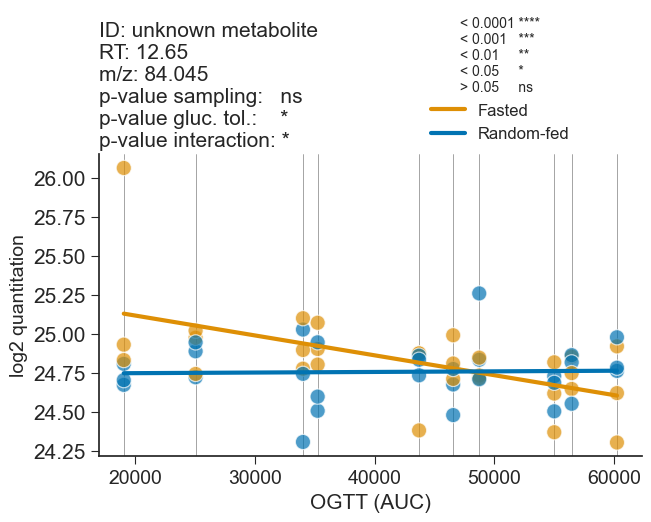 ID: unknown metabolite
RT: 12.65
m/z: 84.045
p-value sampling: ns
p-value gluc. tol.: *
p-value interaction: *
< 0.0001 ****
< 0.001 ***
< 0.01 **
< 0.05 *
> 0.05 ns
Fasted
Random-fed
26.00
25.75
25.50
25.25
25.00
24.75
24.50
24.25
log2 quantitation
20000 30000 40000 50000 60000
OGTT (AUC)